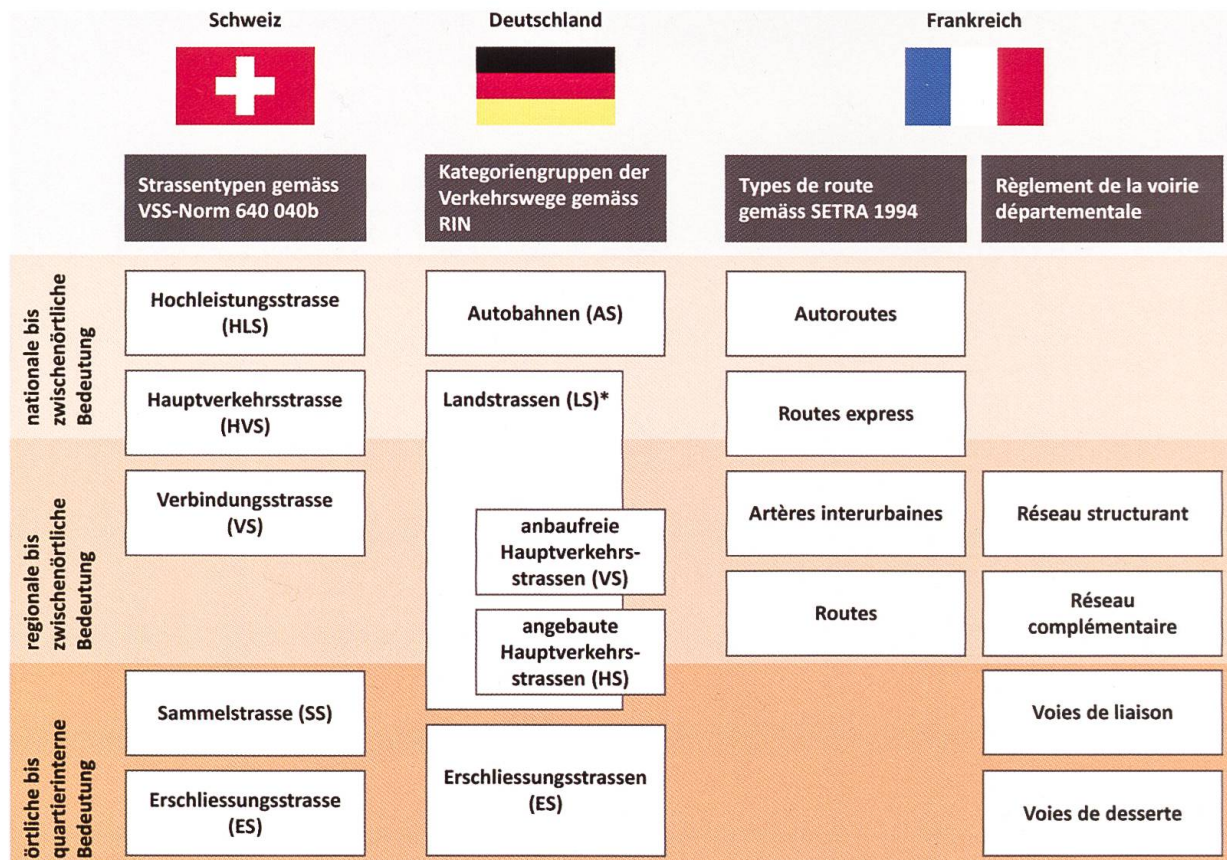 Schweiz
Deutschland
Frankreich
Strassentypen gemäss
VSS-Norm 640 040b
Kategoriengruppen der
Verkehrswege gemäss
RIN
Types de route
gemäss SETRA 1994
Règlement de la voirie
départementale
nationale bis
zwischenörtliche
Bedeutung
Hochleistungsstrasse
(HLS)
Autobahnen (AS)
Autoroutes
Hauptverkehrsstrasse
(HVS)
Landstrassen (LS)*
Routes express
regionale bis
zwischenörtliche
Bedeutung
Verbindungsstrasse
(VS)
anbaufreie
Hauptverkehrs-
strassen (VS)
Artères interurbaines
Réseau structurant
angebaute
Hauptverkehrs-
strassen (HS)
Routes
Réseau
complémentaire
örtliche bis
quartierinterne
Bedeutung
Sammelstrasse (SS)
Voies de liaison
Erschliessungsstrasse
(ES)
Erschliessungsstrassen
(ES)
Voies de desserte